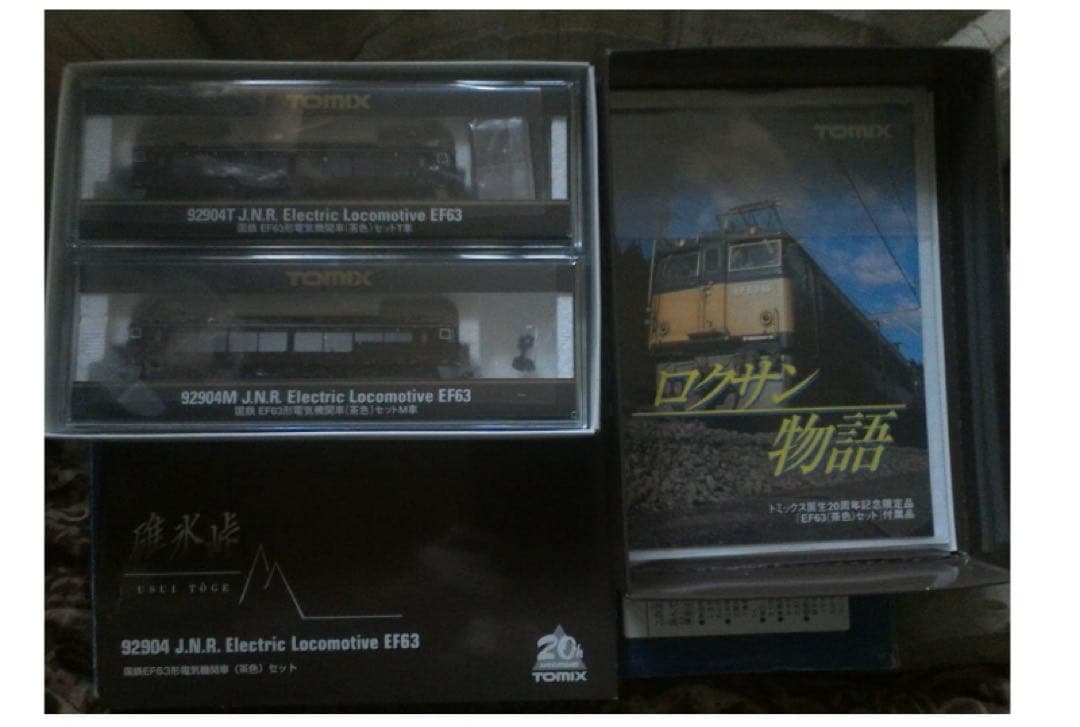 TOMIX
92904T J.N.R. Electric Locomotive EF63
国鉄 EF63形電気機関車(茶色)セットT車
TOMIX
92904M J.N.R. Electric Locomotive EF63
国鉄 EF63形電気機関車(茶色)セットM車
碓氷峠
USUI TŌGE
92904 J.N.R. Electric Locomotive EF63
国鉄EF63形電気機関車(茶色)セット
20th
ANNIVERSARY
TOMIX
TOMIX
ロクサン
物語
トミックス誕生20周年記念限定品
「EF63(茶色)セット」付属品